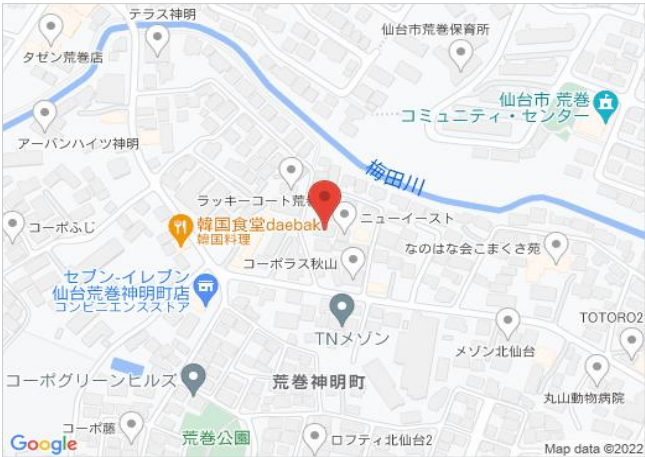 テラス神明
仙台市荒巻保育所
タゼン荒巻店
仙台市 荒巻
コミュニティ・センター
アーバンハイツ神明
梅田川
ラッキーコート荒巻
ニューイースト
コーポふじ
韓国食堂daebak
韓国料理
なのはな会こまくさ苑
コーポラス秋山
セブン-イレブン
仙台荒巻神明町店
コンビニエンスストア
TOTORO2
TNメゾン
メゾン北仙台
コーポグリーンヒルズ
荒巻神明町
丸山動物病院
コーポ藤
荒巻公園
ロフティ北仙台2
Google
Map data ©2022